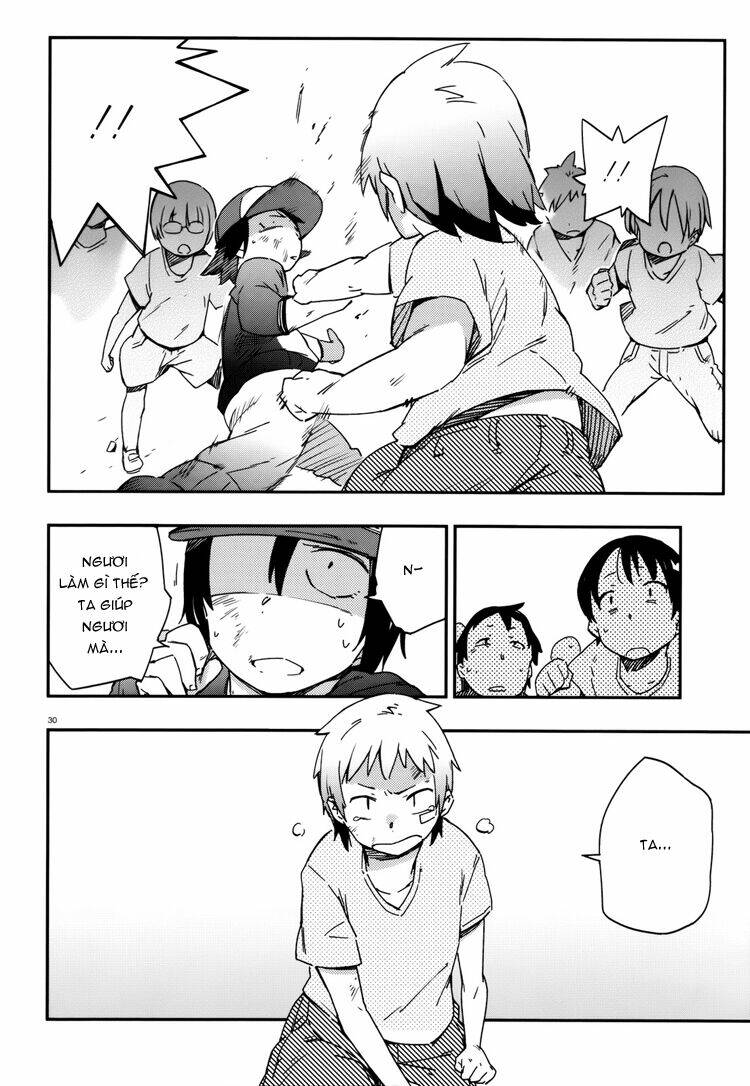 !!
!!
N-
NGƯƠI
LÀM GÌ THẾ?
TA GIÚP
NGƯƠI
MÀ...
30
TA...